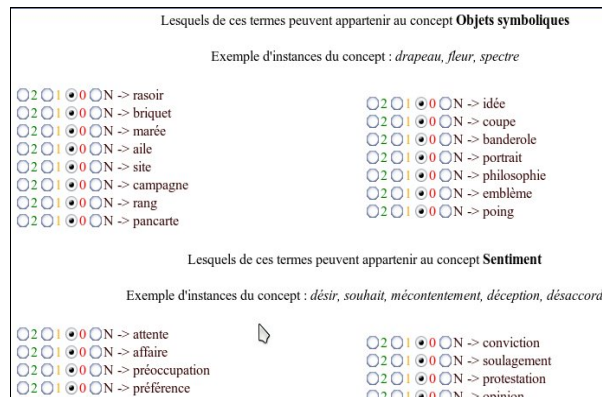 Lesquels de ces termes peuvent appartenir au concept Objets symboliques
Exemple d'instances du concept : drapeau, fleur, spectre
2 1 0 N -> rasoir
2 1 0 N -> briquet
2 1 0 N -> marée
2 1 0 N -> aile
2 1 0 N -> site
2 1 0 N -> campagne
2 1 0 N -> rang
2 1 0 N -> pancarte
2 1 0 N -> idée
2 1 0 N -> coupe
2 1 0 N -> banderole
2 1 0 N -> portrait
2 1 0 N -> philosophie
2 1 0 N -> emblème
2 1 0 N -> poing
Lesquels de ces termes peuvent appartenir au concept Sentiment
Exemple d'instances du concept : désir, souhait, mécontentement, déception, désaccord
2 1 0 N -> attente
2 1 0 N -> affaire
2 1 0 N -> préoccupation
2 1 0 N -> préférence
2 1 0 N -> conviction
2 1 0 N -> soulagement
2 1 0 N -> protestation
2 1 0 N -> opinion